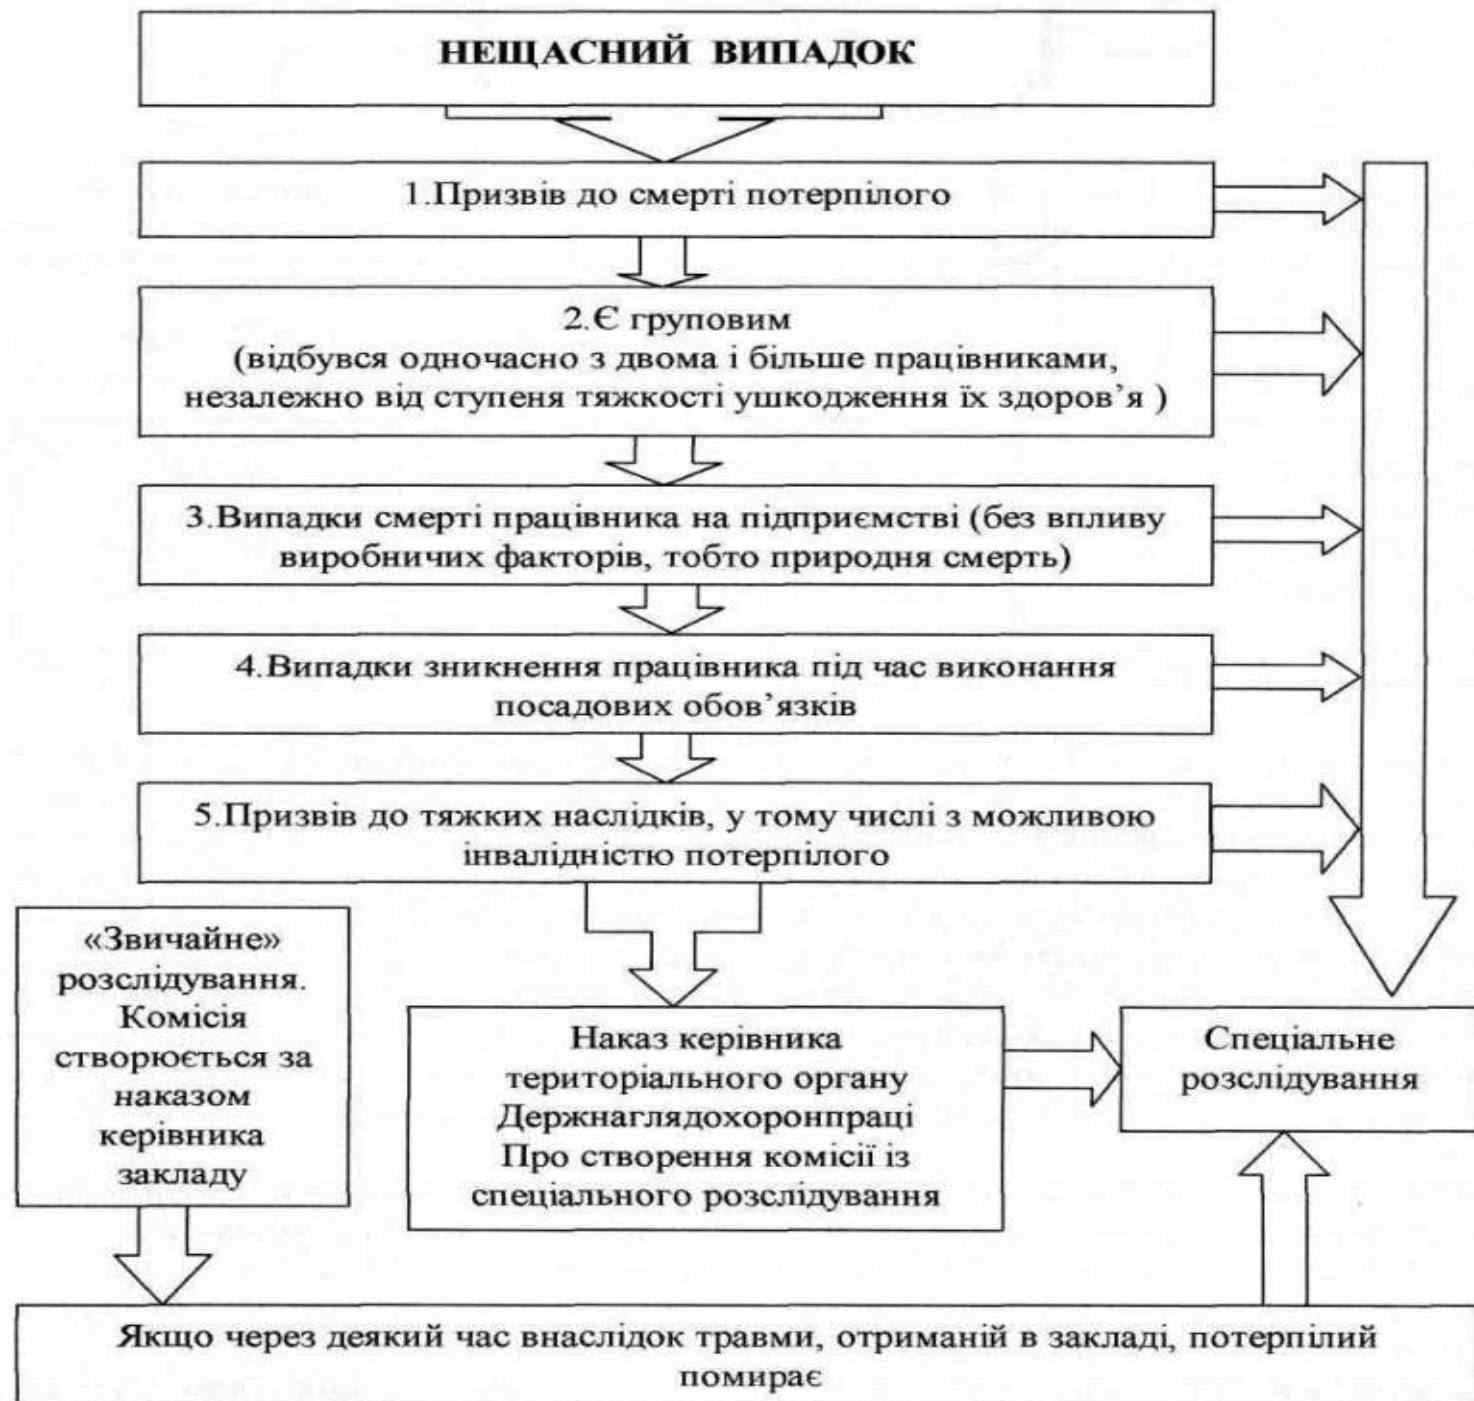 НЕЩАСНИЙ ВИПАДОК
1.Призвів до смерті потерпілого
2.Є груповим
(відбувся одночасно з двома і більше працівниками,
незалежно від ступеня тяжкості ушкодження їх здоров’я )
3.Випадки смерті працівника на підприємстві (без впливу
виробничих факторів, тобто природня смерть)
4.Випадки зникнення працівника під час виконання
посадових обов’язків
5.Призвів до тяжких наслідків, у тому числі з можливою
інвалідністю потерпілого
«Звичайне»
розслідування.
Комісія
створюється за
наказом
керівника
закладу
Наказ керівника
територіального органу
Держнаглядохоронпраці
Про створення комісії із
спеціального розслідування
Спеціальне
розслідування
Якщо через деякий час внаслідок травми, отриманій в закладі, потерпілий
помирає